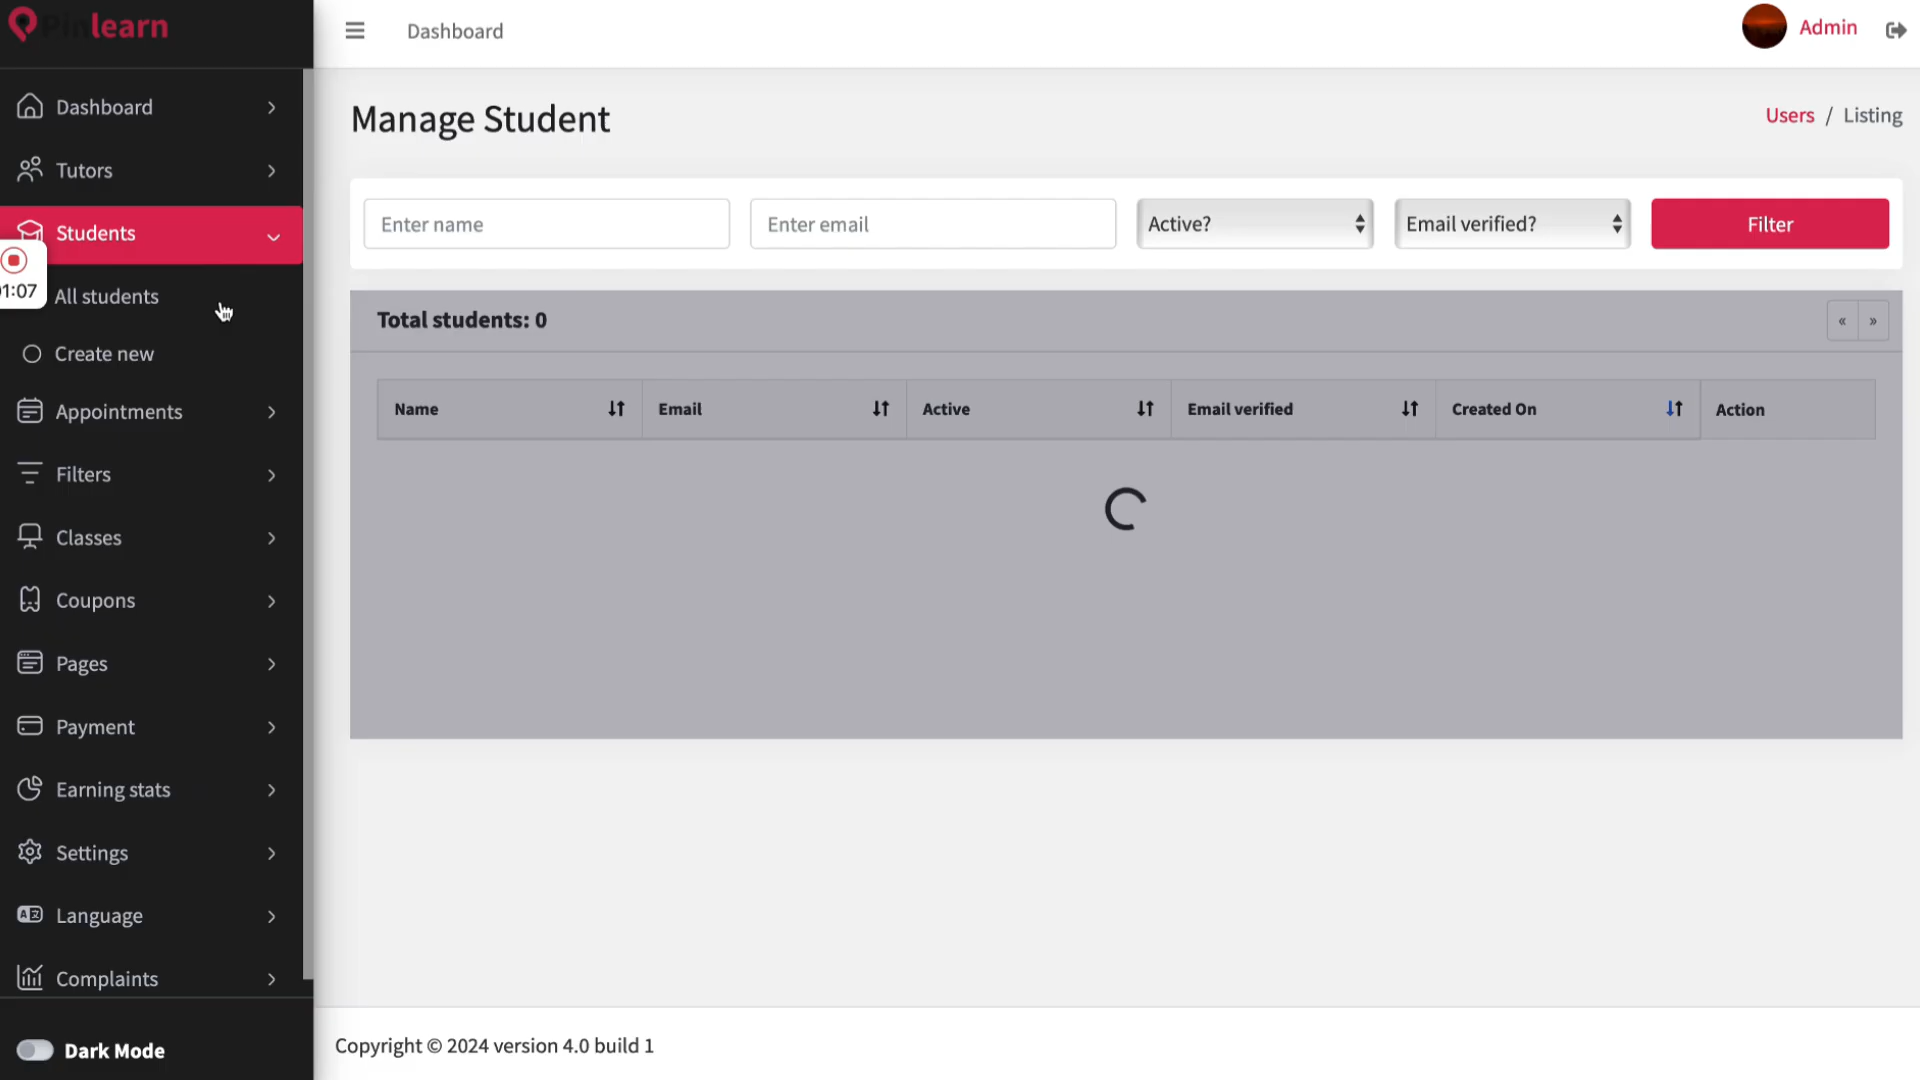 Pinlearn
Dashboard
Admin
Dashboard
Tutors
Students
01:07
All students
Create new
Appointments
Filters
Classes
Coupons
Pages
Payment
Earning stats
Settings
Language
Complaints
Dark Mode
Manage Student
Users / Listing
Enter name
Enter email
Active?
Email verified?
Filter
Total students: 0
« »
Name Email Active Email verified Created On Action
Copyright © 2024 version 4.0 build 1